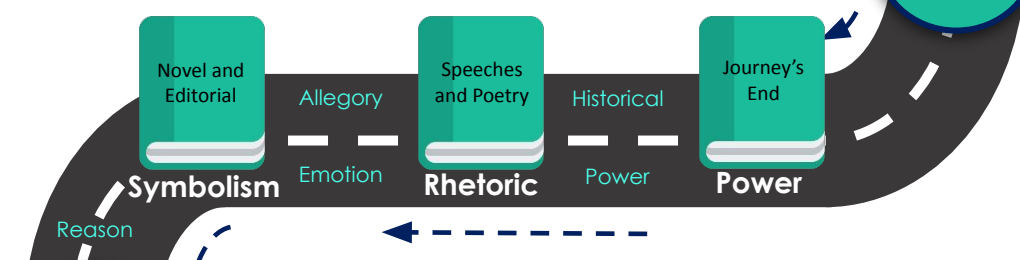 Novel and
Editorial
Symbolism
Allegory
Emotion
Speeches
and Poetry
Rhetoric
Historical
Power
Journey's
End
Power
Reason